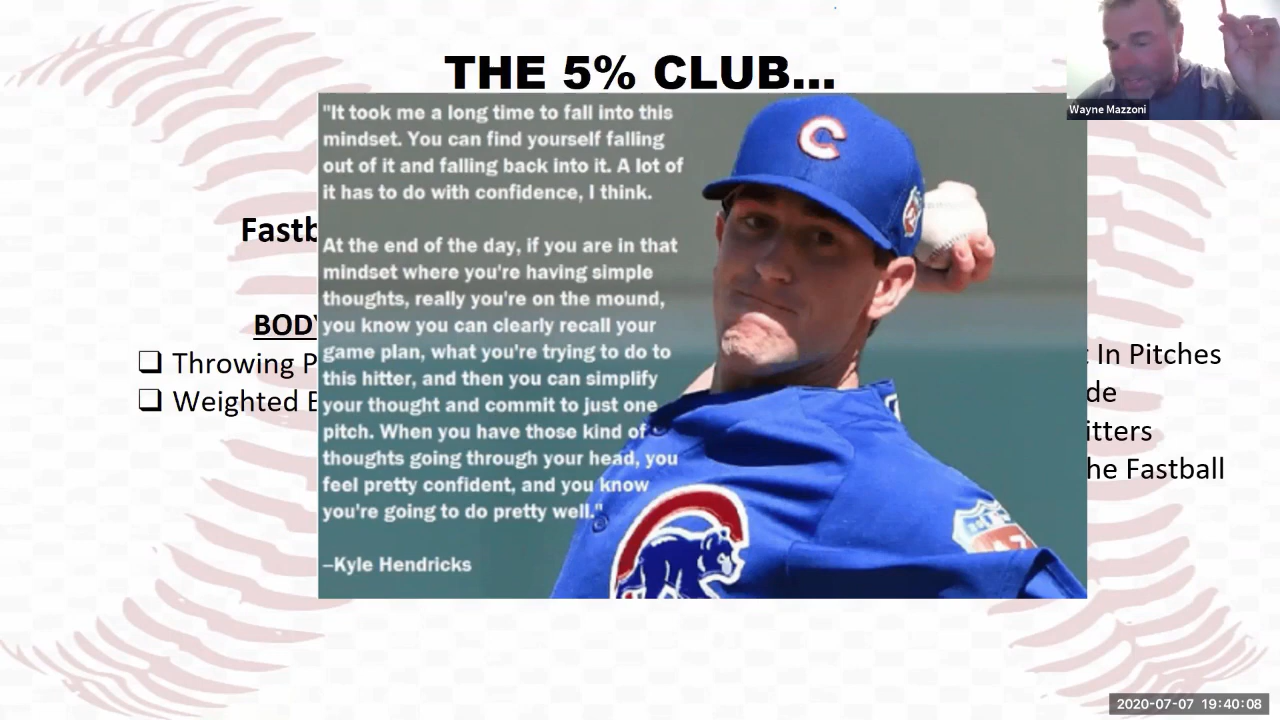 THE 5% CLUB...
Wayne Mazzoni
"It took me a long time to fall into this
mindset. You can find yourself falling
out of it and falling back into it. A lot of
it has to do with confidence, I think.
At the end of the day, if you are in that
mindset where you're having simple
thoughts, really you're on the mound,
you know you can clearly recall your
game plan, what you're trying to do to
this hitter, and then you can simplify
your thought and commit to just one
pitch. When you have those kind of
thoughts going through your head, you
feel pretty confident, and you know
you're going to do pretty well."
–Kyle Hendricks
C
Fastb
BODY
❑ Throwing P
❑ Weighted
In Pitches
de
itters
he Fastball
2020-07-07 19:40:08